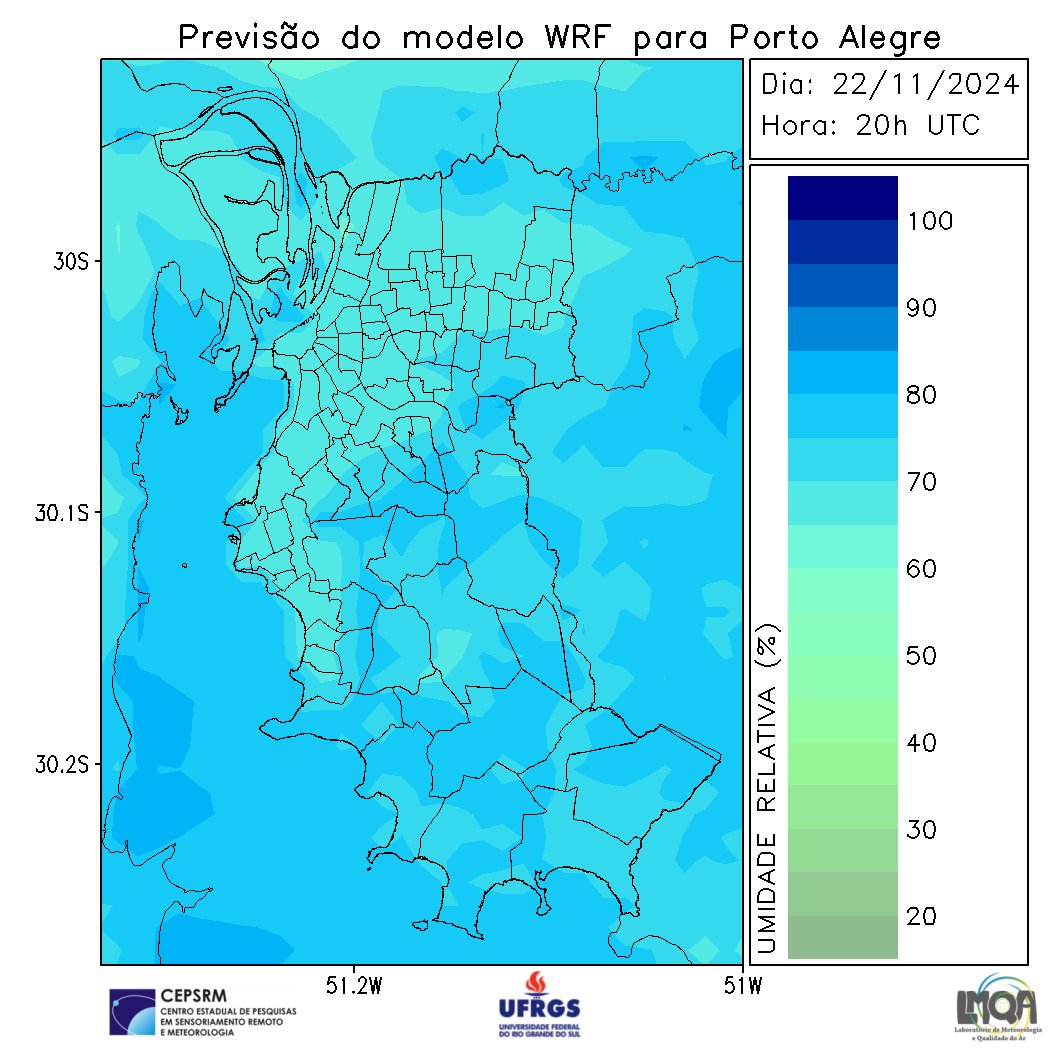 Previsão do modelo WRF para Porto Alegre
Dia: 22/11/2024
Hora: 20h UTC
30S
30.1S
30.2S
51.2W
51W
UMIDADE RELATIVA (%)
100
90
80
70
60
50
40
30
20
CEPSRM
CENTRO ESTADUAL DE PESQUISAS
EM SENSORIAMENTO REMOTO
E METEOROLOGIA
UFRGS
UNIVERSIDADE FEDERAL
DO RIO GRANDE DO SUL
LMQA
Laboratório de Meteorologia
e Qualidade do Ar